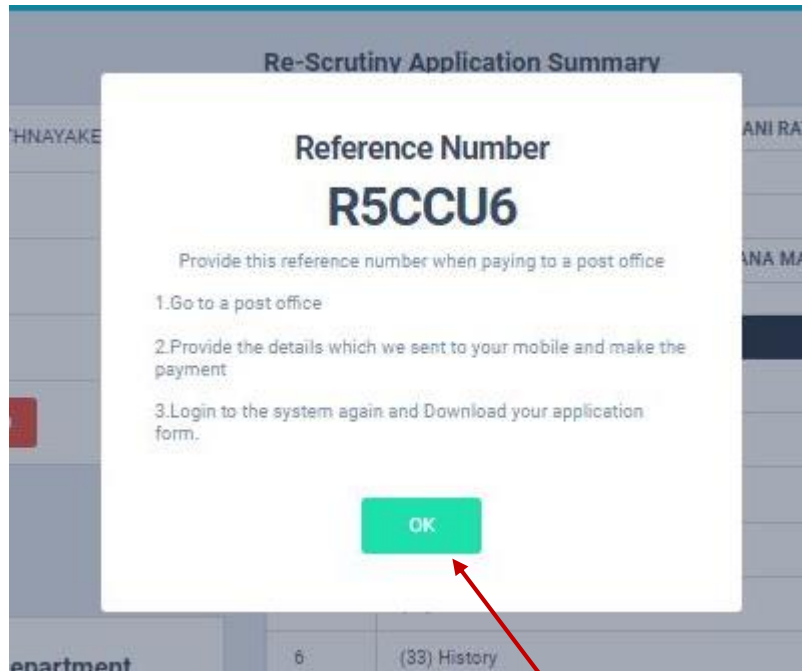 Re-Scrutiny Application Summary
ANI RA
Reference Number
R5CCU6
Provide this reference number when paying to a post office
ANA MA
1.Go to a post office
2.Provide the details which we sent to your mobile and make the
payment
3.Login to the system again and Download your application
form.
OK
6 (33) History